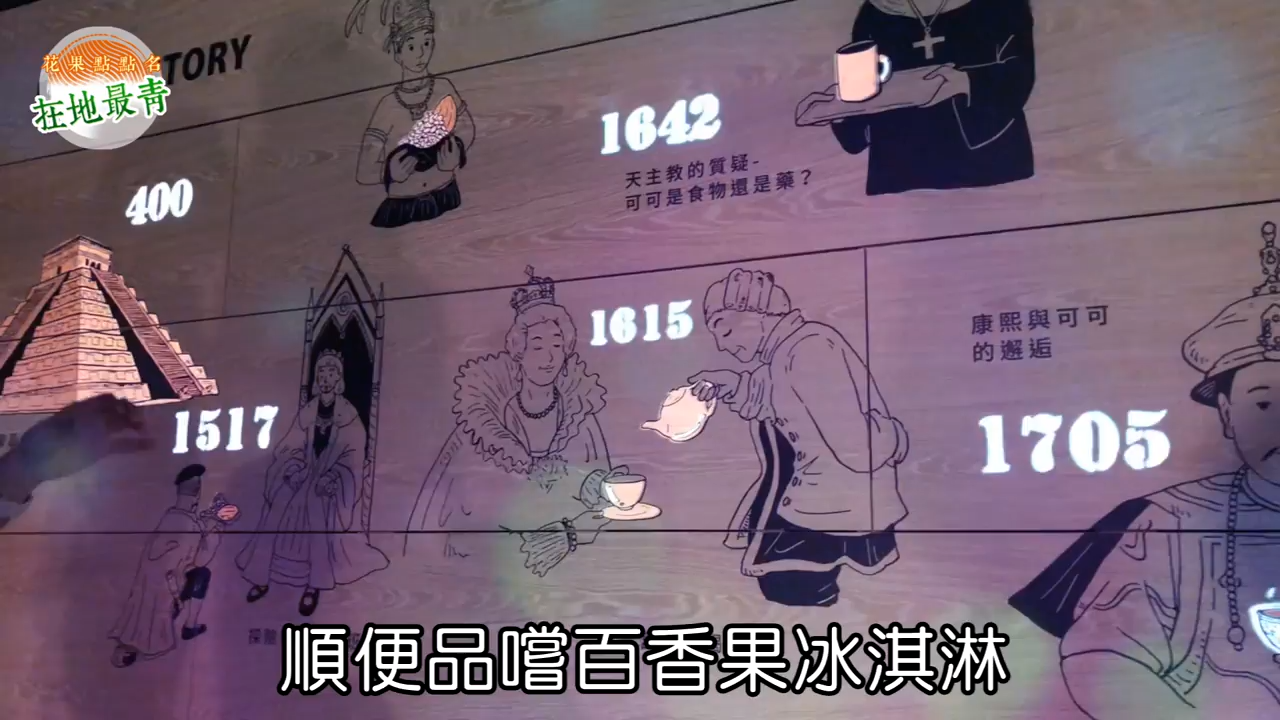 花果點點名
在地最青
TORY
400
1642
天主教的質疑-
可可是食物還是藥？
1615
康熙與可可
的邂逅
1517
1705
探險
順便品嚐百香果冰淇淋